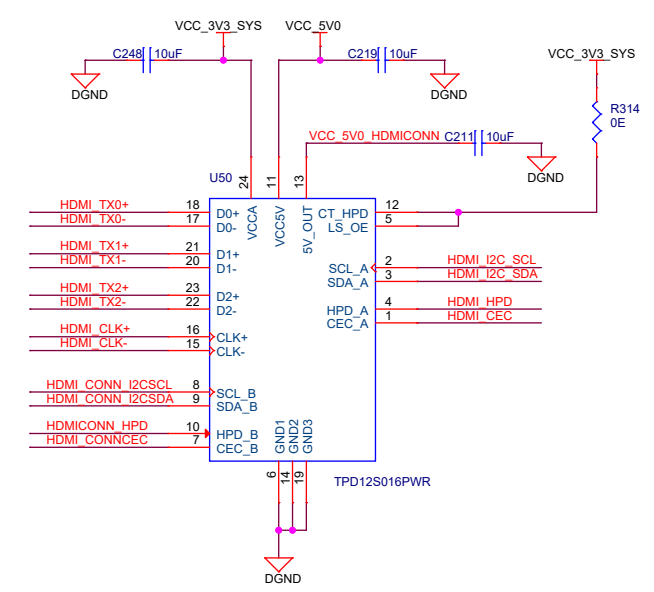 VCC_3V3_SYS
VCC_5V0
C248
10uF
C219
10uF
VCC_3V3_SYS
DGND
DGND
R314
0E
VCC_5V0_HDMICONN
C211
10uF
DGND
U50
24
11
13
VCCA
VCC5V
5V_OUT
HDMI_TX0+ 18 D0+
HDMI_TX0- 17 D0-
HDMI_TX1+ 21 D1+
HDMI_TX1- 20 D1-
HDMI_TX2+ 23 D2+
HDMI_TX2- 22 D2-
HDMI_CLK+ 16 CLK+
HDMI_CLK- 15 CLK-
HDMI_CONN_I2CSCL 8 SCL_B
HDMI_CONN_I2CSDA 9 SDA_B
HDMICONN_HPD 10 HPD_B
HDMI_CONNCEC 7 CEC_B
CT_HPD 12
LS_OE 5
SCL_A 2 HDMI_I2C_SCL
SDA_A 3 HDMI_I2C_SDA
HPD_A 4 HDMI_HPD
CEC_A 1 HDMI_CEC
GND1
GND2
GND3
6
14
19
TPD12S016PWR
DGND